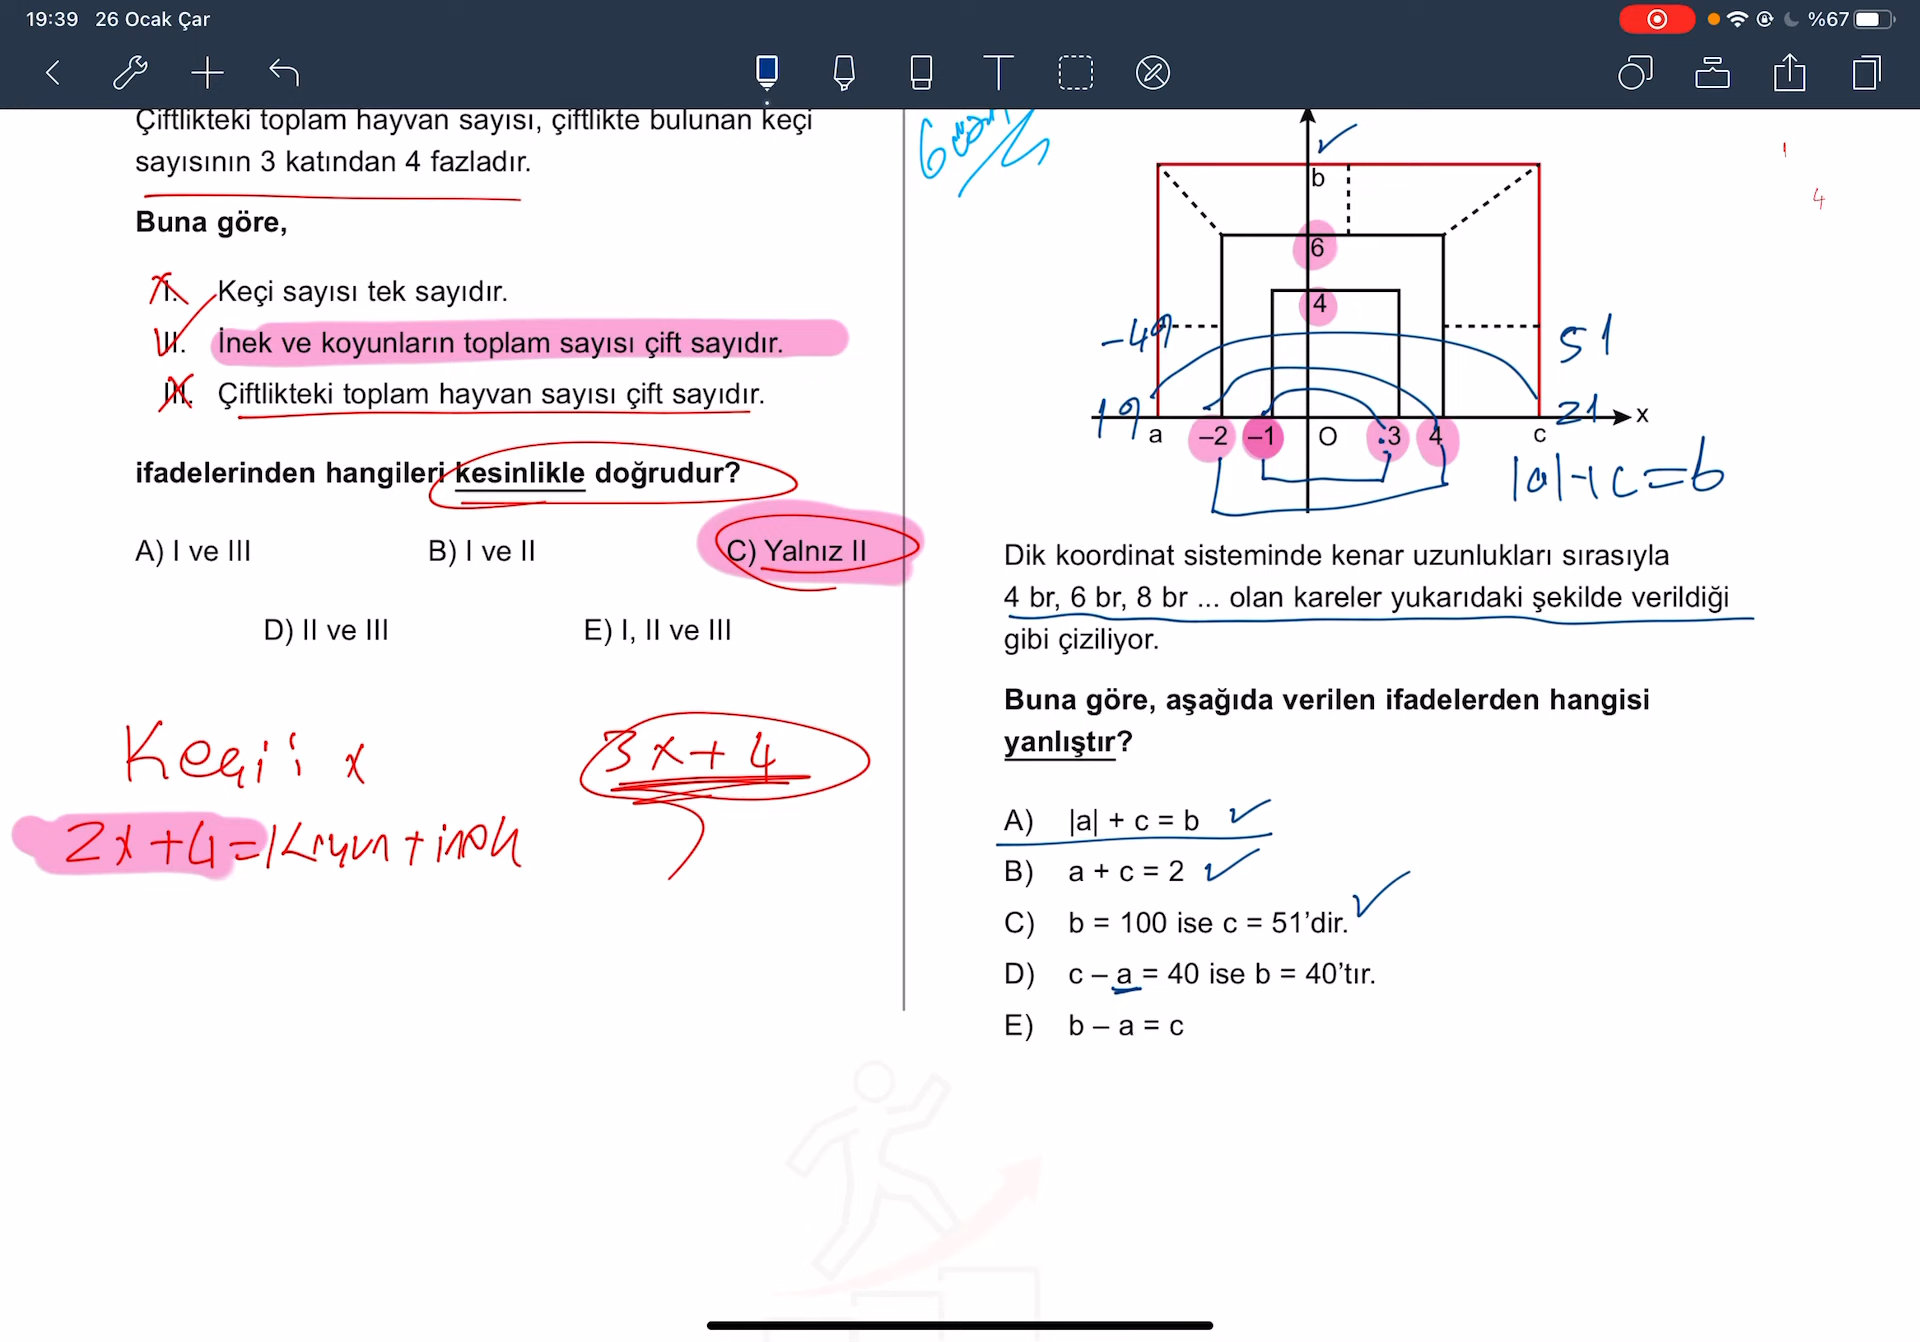 19:39 26 Ocak Çar
%67
Çiftlikteki toplam hayvan sayısı, çiftlikte bulunan keçi
sayısının 3 katından 4 fazladır.
Buna göre,
I. Keçi sayısı tek sayıdır.
II. İnek ve koyunların toplam sayısı çift sayıdır.
III. Çiftlikteki toplam hayvan sayısı çift sayıdır.
ifadelerinden hangileri kesinlikle doğrudur?
A) I ve III B) I ve II C) Yalnız II
D) II ve III E) I, II ve III
Keçi: x 3x+4
2x+4=koyun+inek
1
4
b
6
4
-49 51
19 21 x
a –2 –1 O 3 4 c
|a|+c=b
Dik koordinat sisteminde kenar uzunlukları sırasıyla
4 br, 6 br, 8 br ... olan kareler yukarıdaki şekilde verildiği
gibi çiziliyor.
Buna göre, aşağıda verilen ifadelerden hangisi
yanlıştır?
A) |a| + c = b
B) a + c = 2
C) b = 100 ise c = 51’dir.
D) c – a = 40 ise b = 40’tır.
E) b – a = c